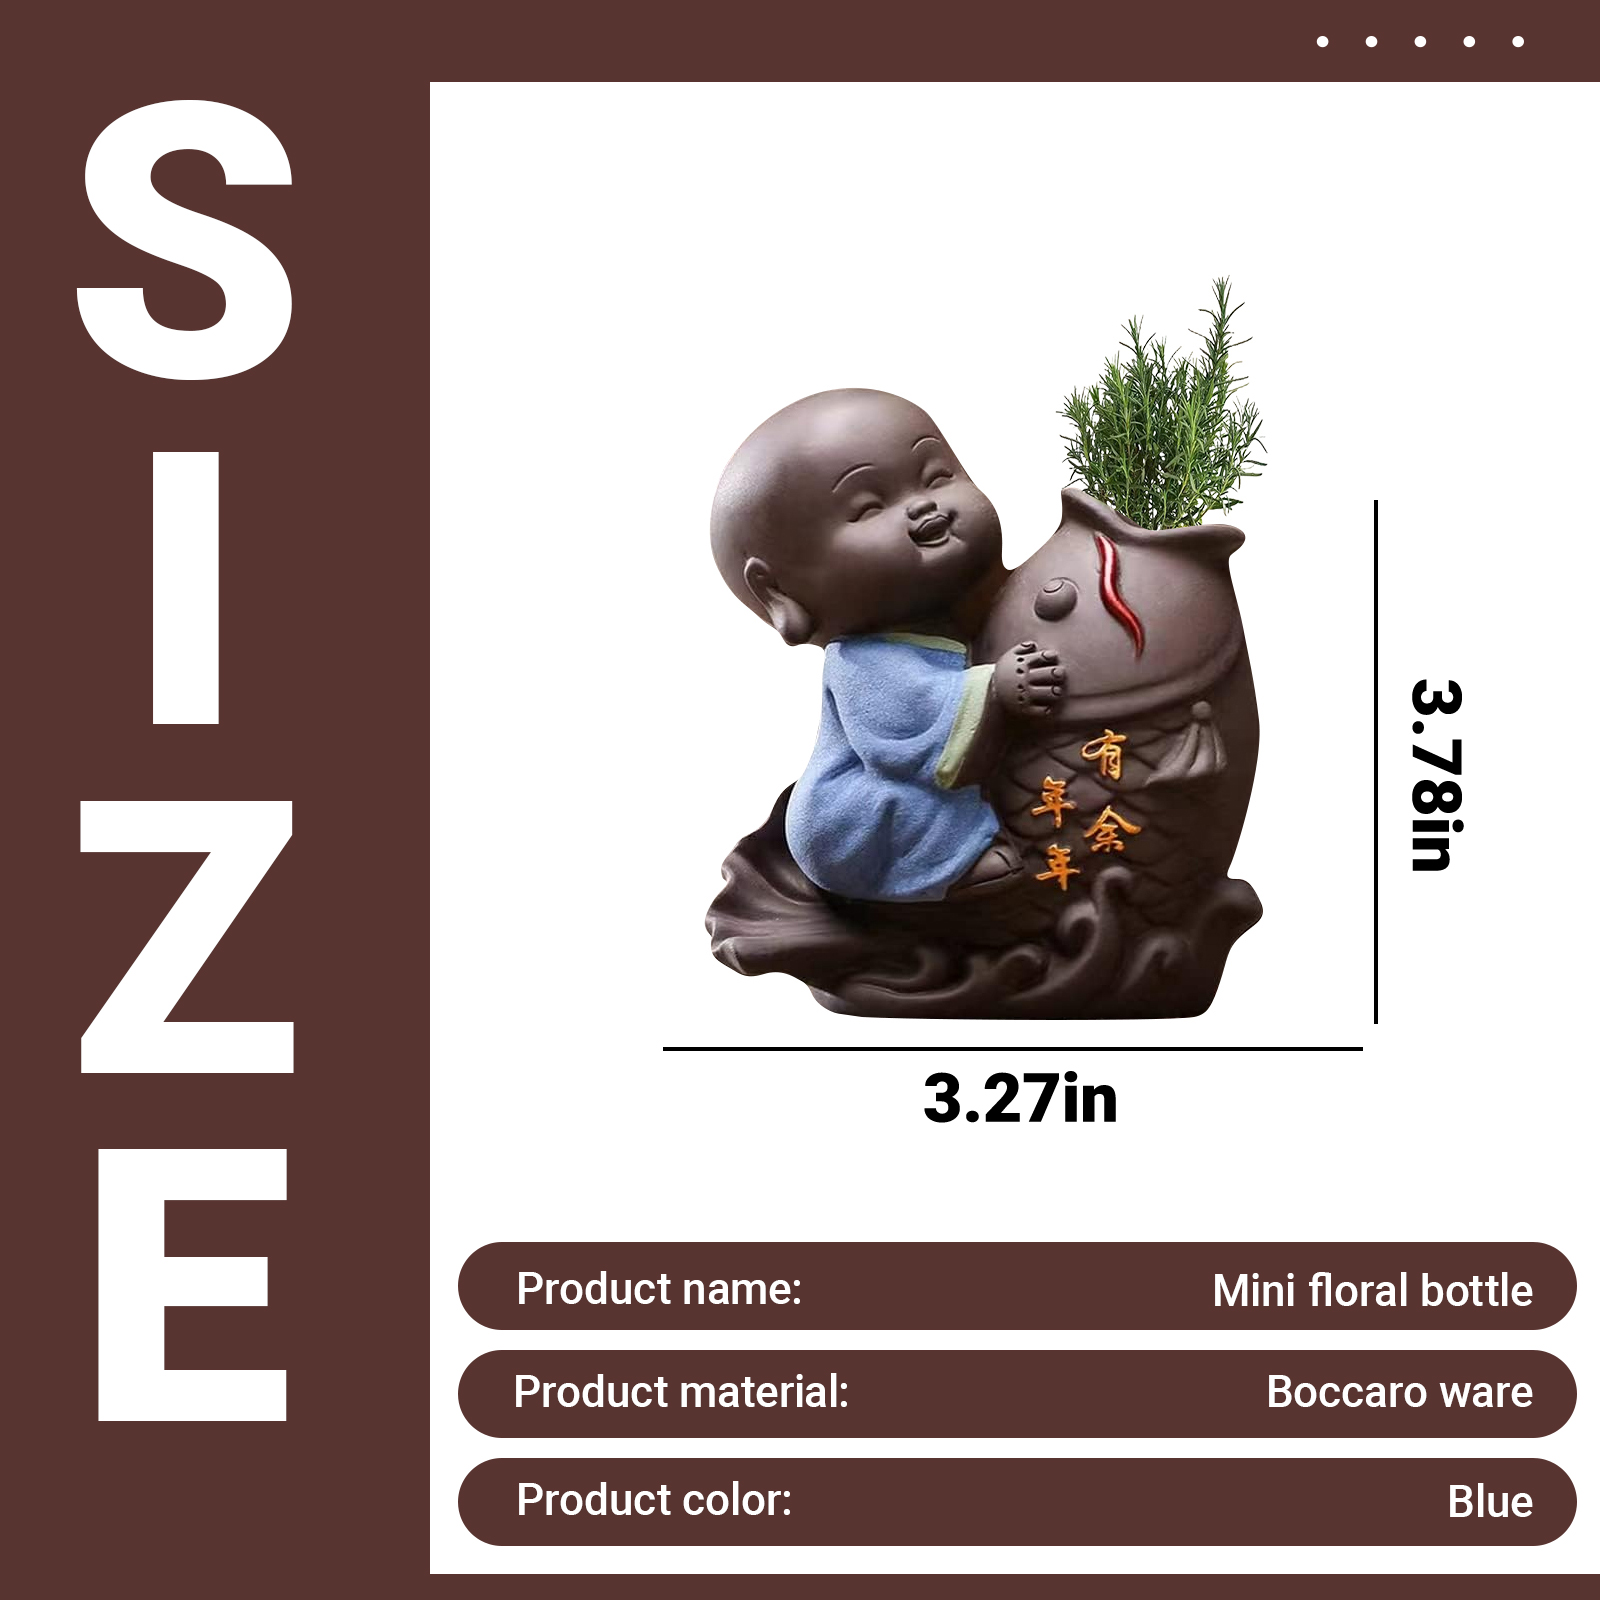 SIZE
有余
年年
3.78in
3.27in
Product name: Mini floral bottle
Product material: Boccaro ware
Product color: Blue